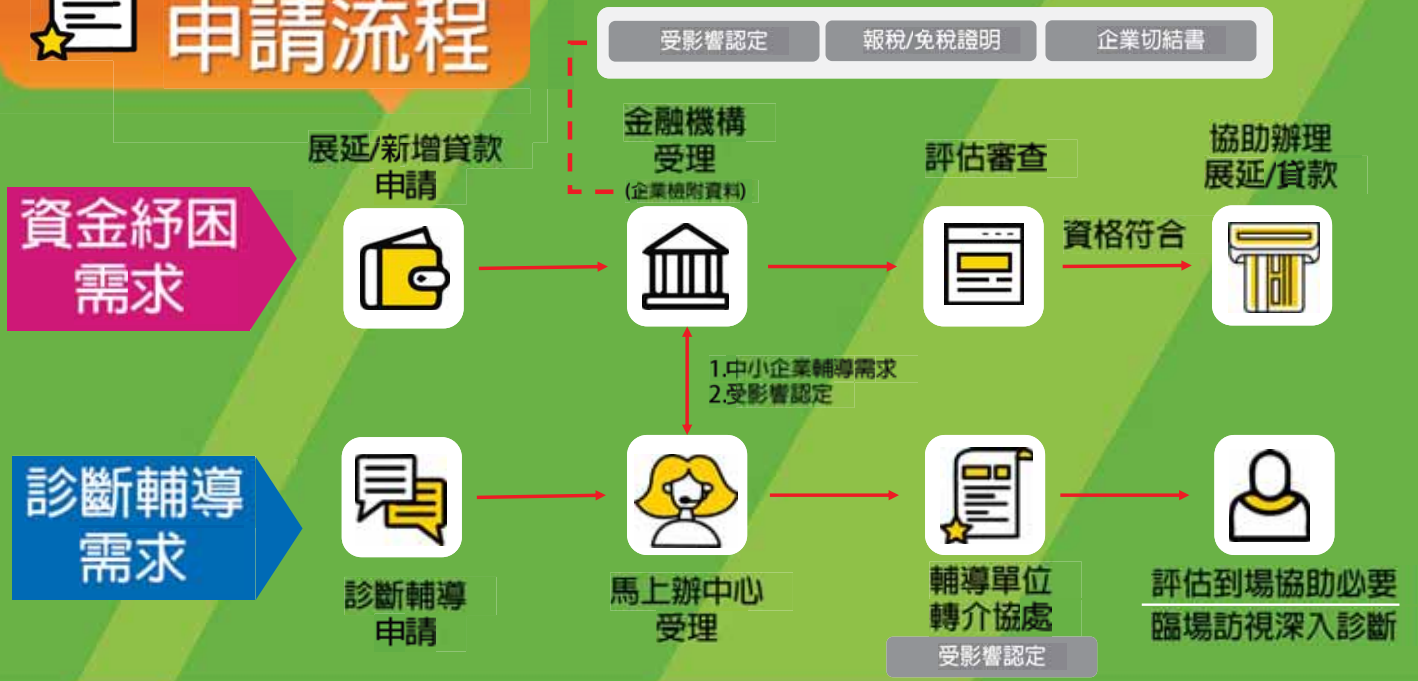 申請流程
受影響認定
報稅/免稅證明
企業切結書
展延/新增貸款
申請
金融機構
受理
(企業檢附資料)
評估審查
協助辦理
展延/貸款
資金紓困
需求
資格符合
1.中小企業輔導需求
2.受影響認定
診斷輔導
需求
診斷輔導
申請
馬上辦中心
受理
輔導單位
轉介協處
受影響認定
評估到場協助必要
臨場訪視深入診斷